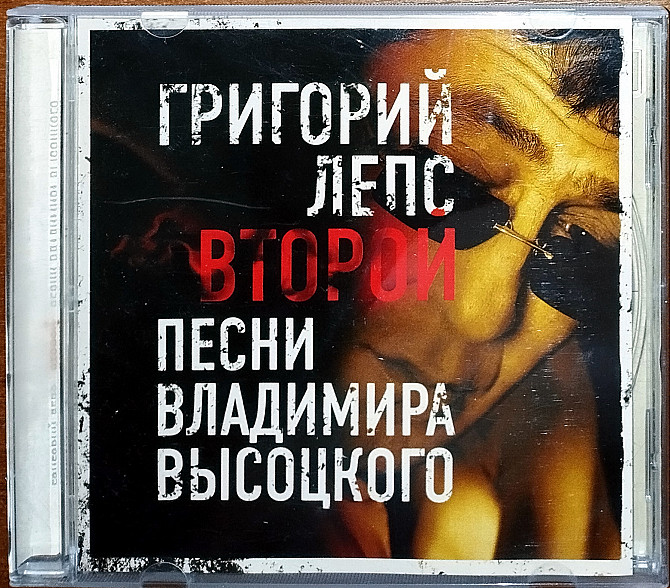 ГРИГОРИЙ
ЛЕПС
ВТОРОЙ
ПЕСНИ
ВЛАДИМИРА
ВЫСОЦКОГО